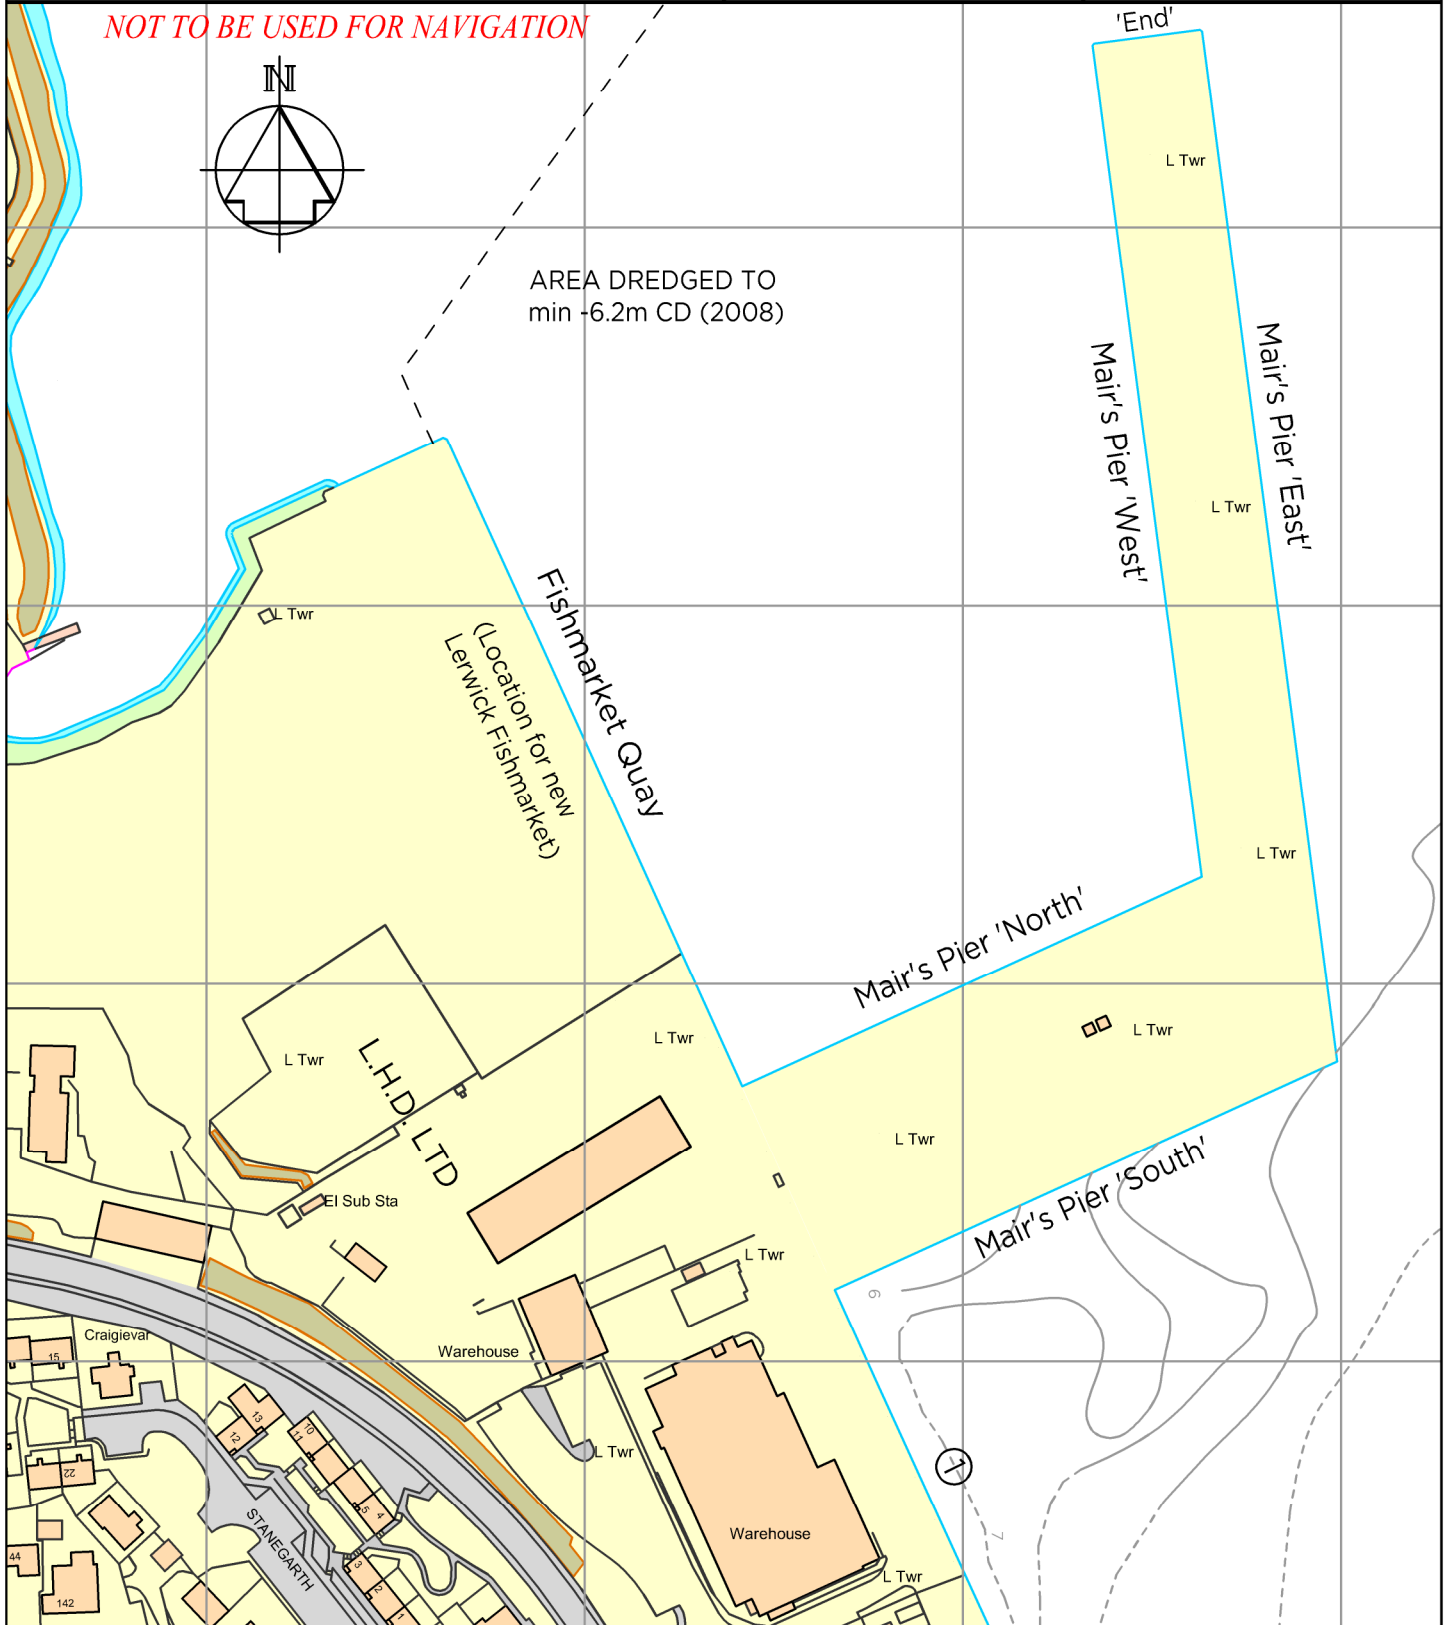 'End'
NOT TO BE USED FOR NAVIGATION
N
L Twr
AREA DREDGED TO
min -6.2m CD (2008)
Mair's Pier 'West'
Mair's Pier 'East'
L Twr
Fishmarket Quay
(Location for new
Lerwick Fishmarket)
L Twr
L Twr
Mair's Pier 'North'
L Twr
L Twr
L Twr
L.H.D. LTD
L Twr
Mair's Pier 'South'
El Sub Sta
L Twr
6
Craigievar
15
Warehouse
13
12
10
11
L Twr
1
22
5
4
STANEGARTH
7
Warehouse
44
3
2
1
142
L Twr